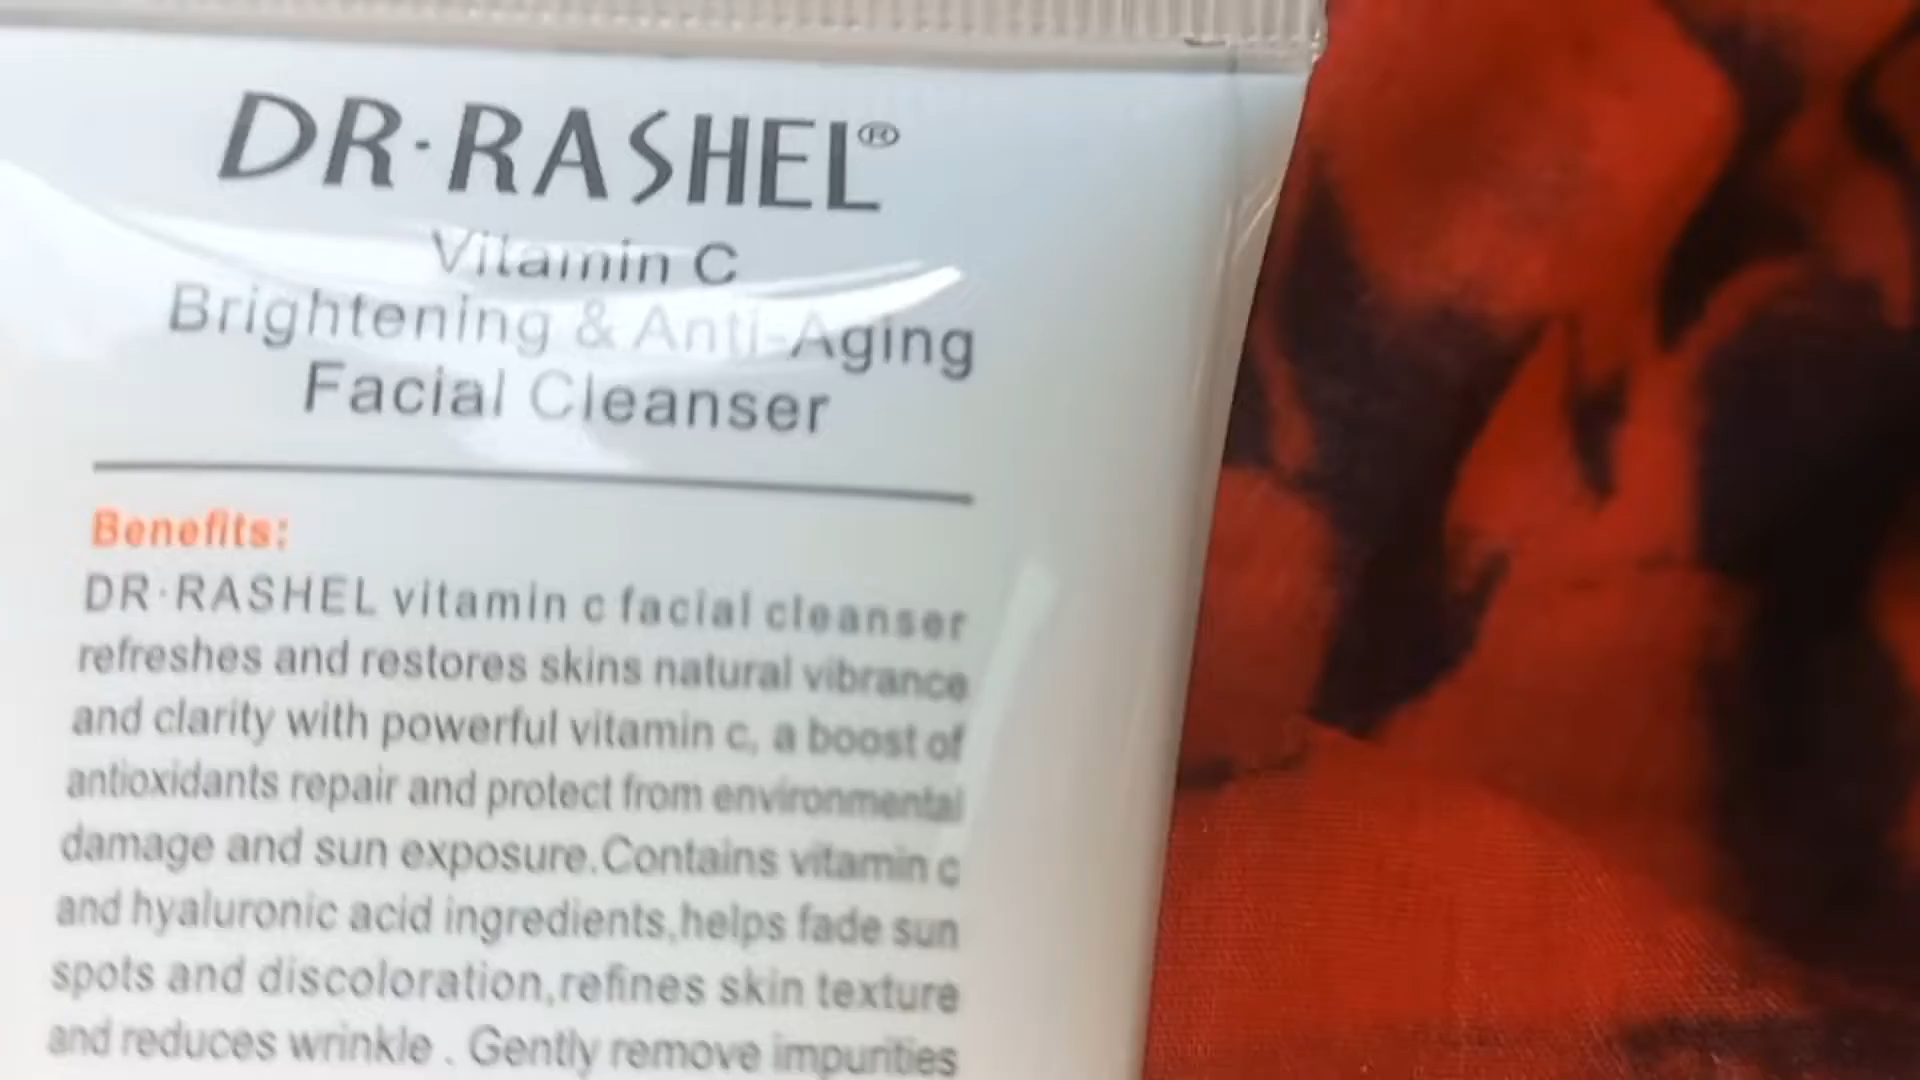 DR·RASHEL®
Vitamin C
Brightening & Anti-Aging
Facial Cleanser
Benefits:
DR·RASHEL vitamin c facial cleanser
refreshes and restores skins natural vibrance
and clarity with powerful vitamin c, a boost of
antioxidants repair and protect from environmental
damage and sun exposure.Contains vitamin c
and hyaluronic acid ingredients,helps fade sun
spots and discoloration,refines skin texture
and reduces wrinkle . Gently remove impurities